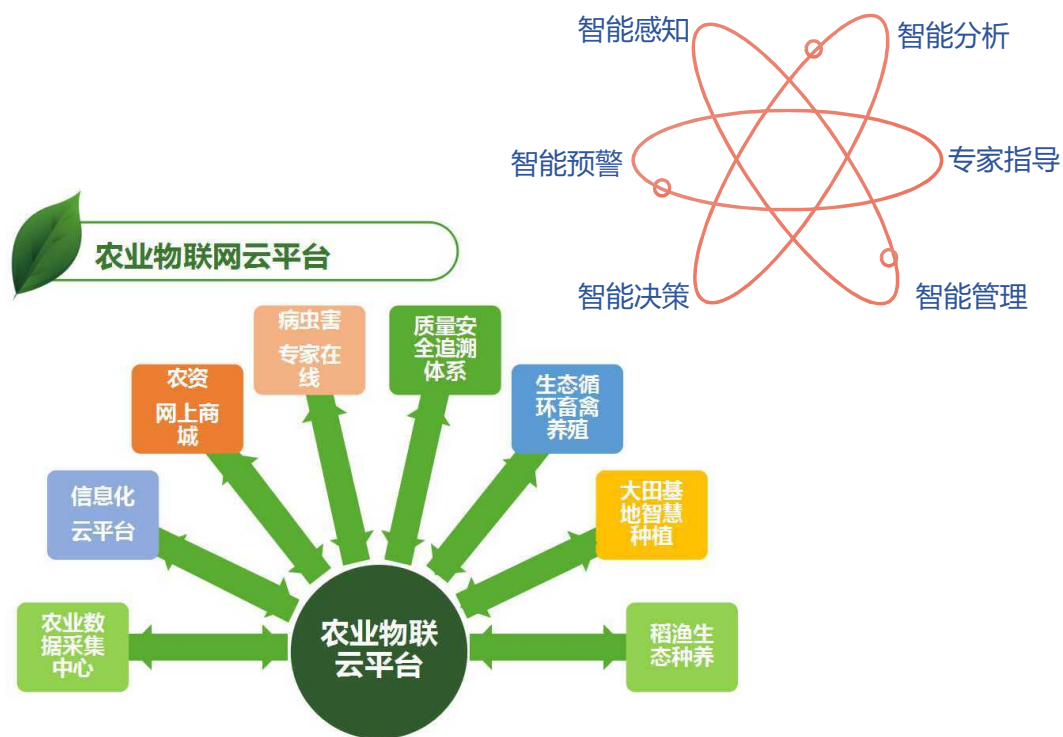 智能感知
智能分析
智能预警
专家指导
智能决策
智能管理
农业物联网云平台
病虫害
专家在
线
质量安
全追溯
体系
农资
网上商
城
生态循
环畜禽
养殖
信息化
云平台
大田基
地智慧
种植
农业数
据采集
中心
农业物联
云平台
稻渔生
态种养